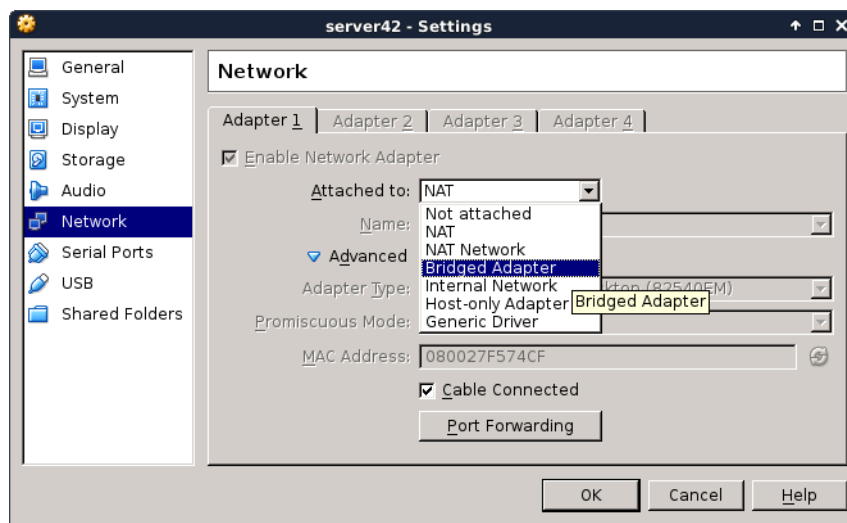 server42 - Settings
General
System
Display
Storage
Audio
Network
Serial Ports
USB
Shared Folders
Network
Adapter 1 Adapter 2 Adapter 3 Adapter 4
Enable Network Adapter
Attached to: NAT
Not attached
NAT
NAT Network
Bridged Adapter
Internal Network
Host-only Adapter
Generic Driver
Bridged Adapter
Name:
Advanced
Adapter Type: (82540EM)
Promiscuous Mode:
MAC Address: 080027F574CF
Cable Connected
Port Forwarding
OK Cancel Help